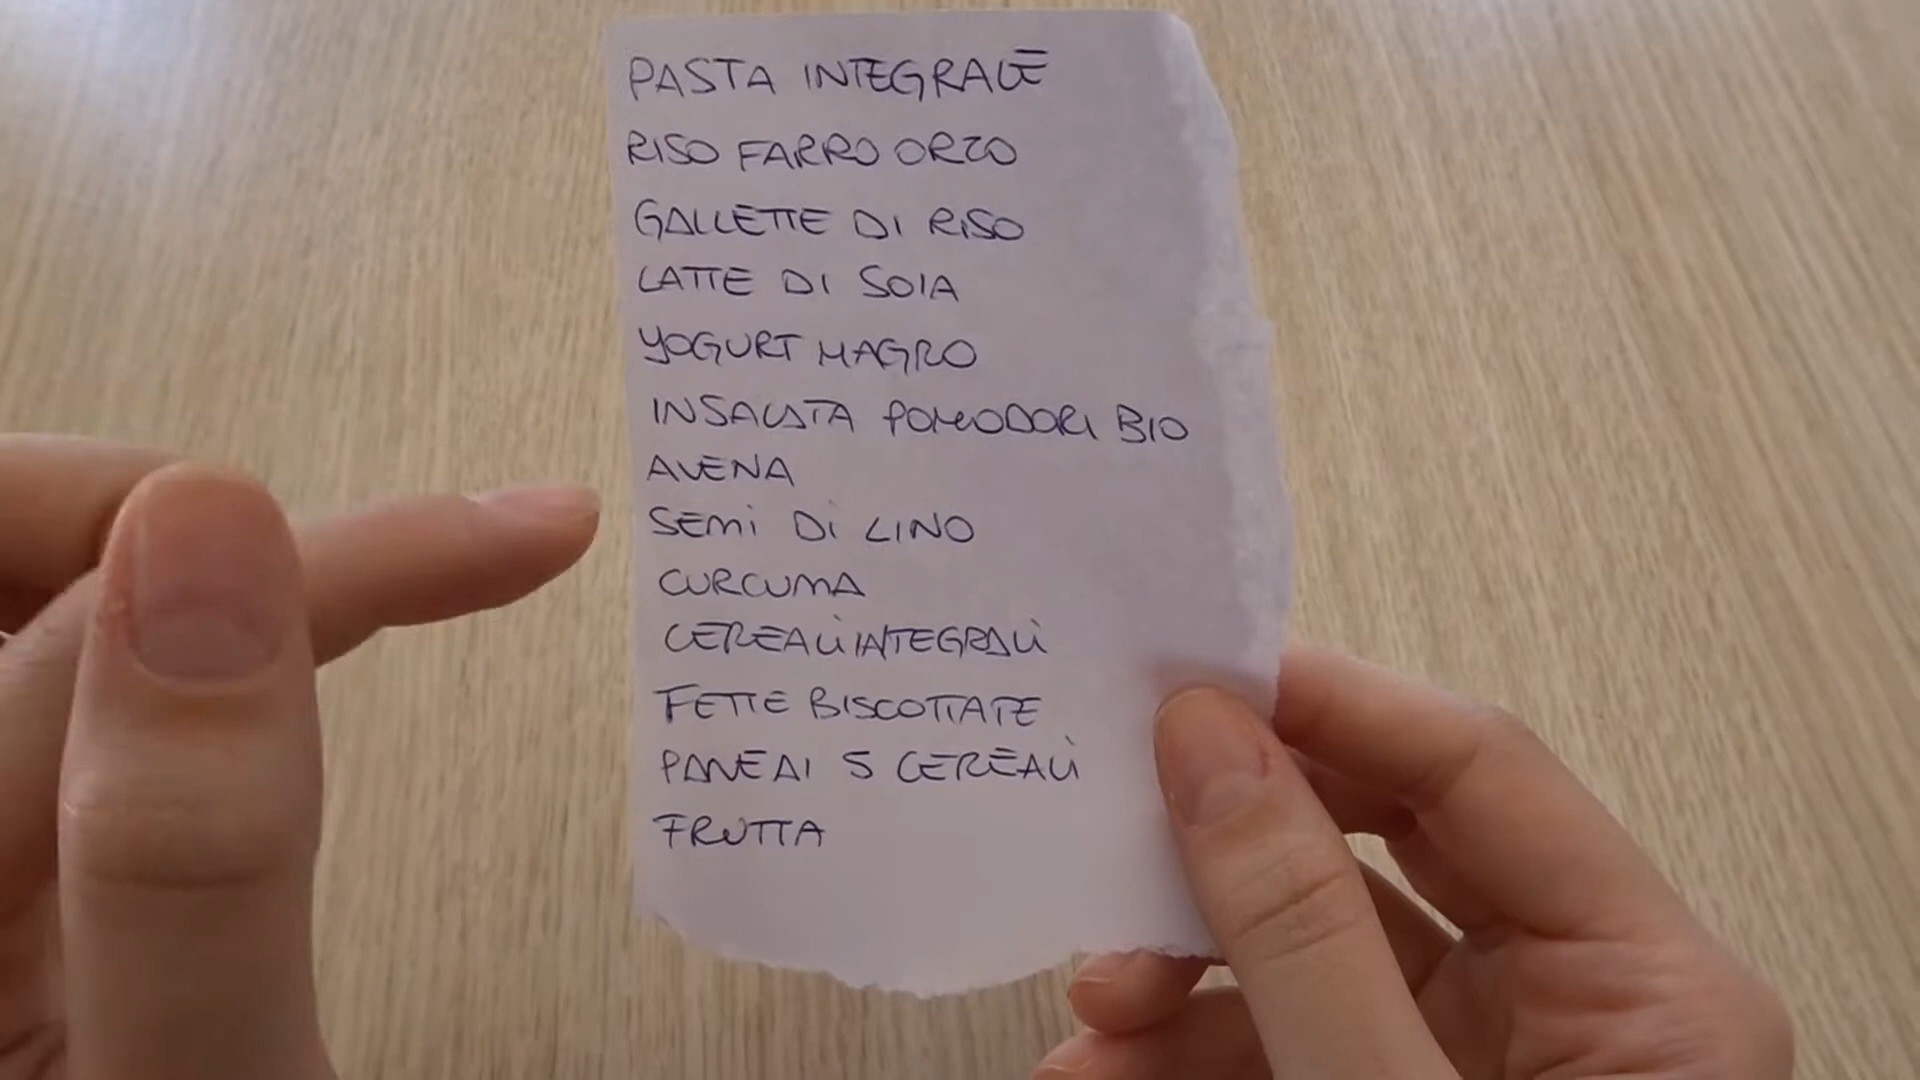 PASTA INTEGRALE
RISO FARRO ORZO
GALLETTE DI RISO
LATTE DI SOIA
YOGURT MAGRO
INSALATA POMODORI BIO
AVENA
SEMI DI LINO
CURCUMA
CEREALI INTEGRALI
FETTE BISCOTTATE
PANE AI 5 CEREALI
FRUTTA